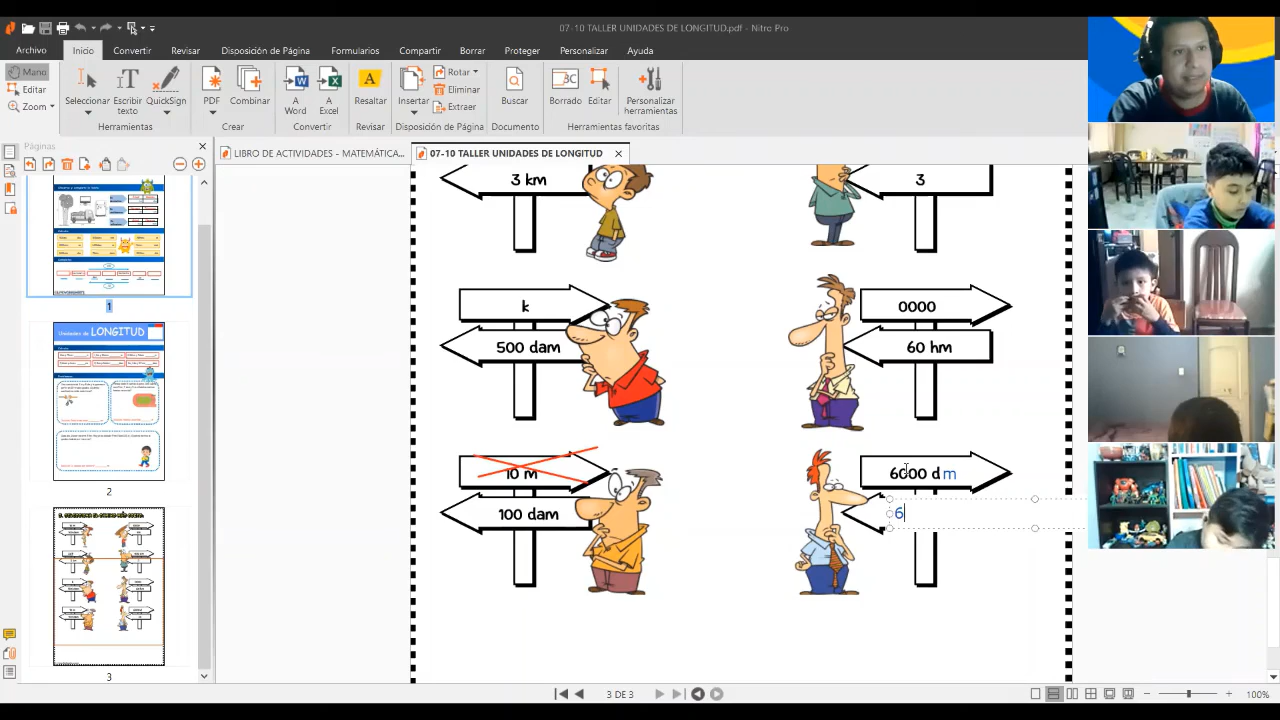 07-10 TALLER UNIDADES DE LONGITUD.pdf - Nitro Pro
Archivo Inicio Convertir Revisar Disposición de Página Formularios Compartir Borrar Proteger Personalizar Ayuda
Mano
Editar
Zoom
Seleccionar
Escribir texto
QuickSign
Herramientas
PDF
Combinar
Crear
A Word
A Excel
Convertir
Resaltar
Revisar
Insertar
Rotar
Eliminar
Extraer
Disposición de Página
Buscar
Documento
Borrado
Editar
Herramientas favoritas
Personalizar herramientas
Páginas
LIBRO DE ACTIVIDADES - MATEMÁTICA...
07-10 TALLER UNIDADES DE LONGITUD
3 km
3
k
0000
500 dam
60 hm
10 m
6000 dm
100 dam
6
Unidades de LONGITUD
1
2
3
3 DE 3
100%